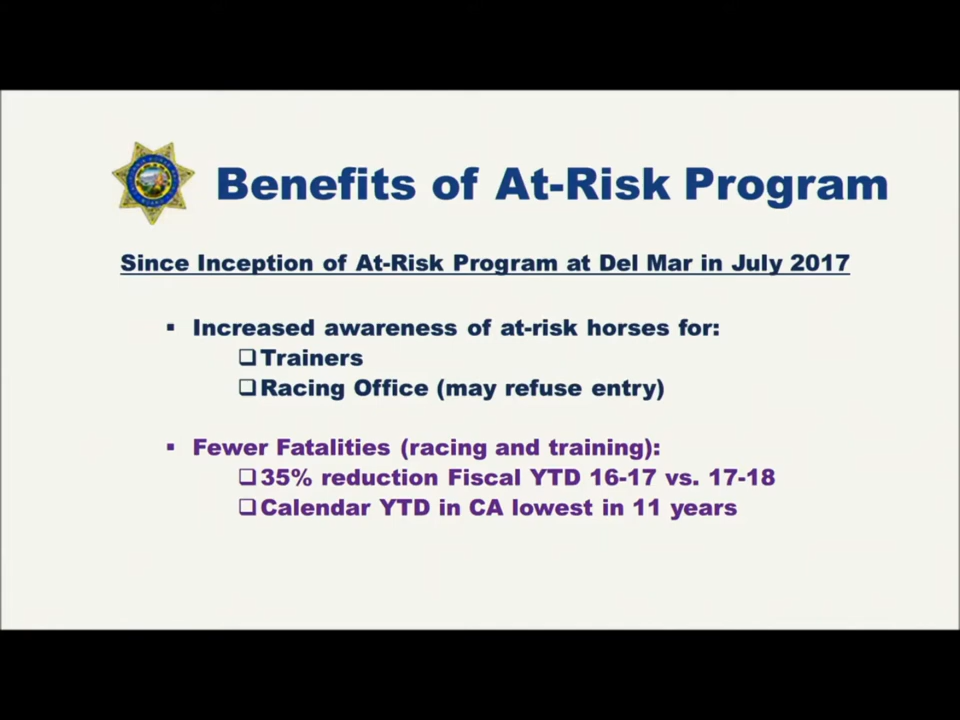 Benefits of At-Risk Program
Since Inception of At-Risk Program at Del Mar in July 2017
▪ Increased awareness of at-risk horses for:
❑Trainers
❑Racing Office (may refuse entry)
▪ Fewer Fatalities (racing and training):
❑35% reduction Fiscal YTD 16-17 vs. 17-18
❑Calendar YTD in CA lowest in 11 years